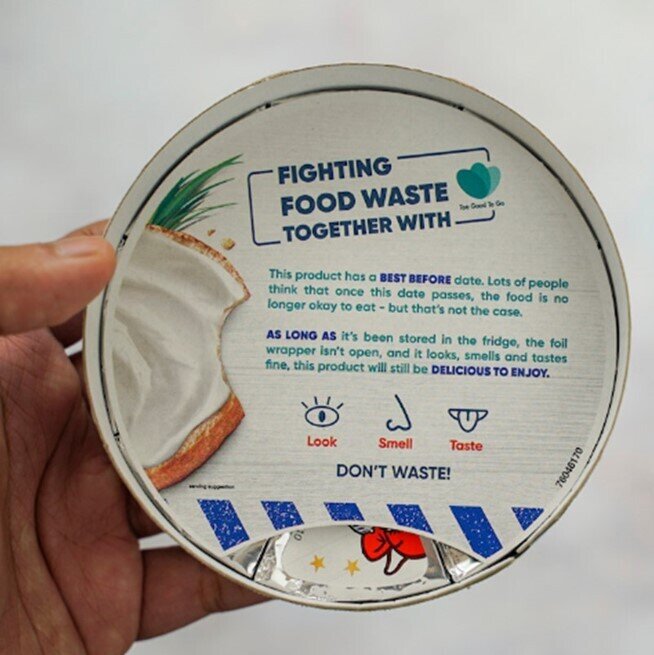 FIGHTING
FOOD WASTE
TOGETHER WITH
Too Good To Go
This product has a BEST BEFORE date. Lots of people
think that once this date passes, the food is no
longer okay to eat - but that's not the case.
AS LONG AS it's been stored in the fridge, the foil
wrapper isn't open, and it looks, smells and tastes
fine, this product will still be DELICIOUS TO ENJOY.
Look Smell Taste
DON'T WASTE!
serving suggestion
76046170